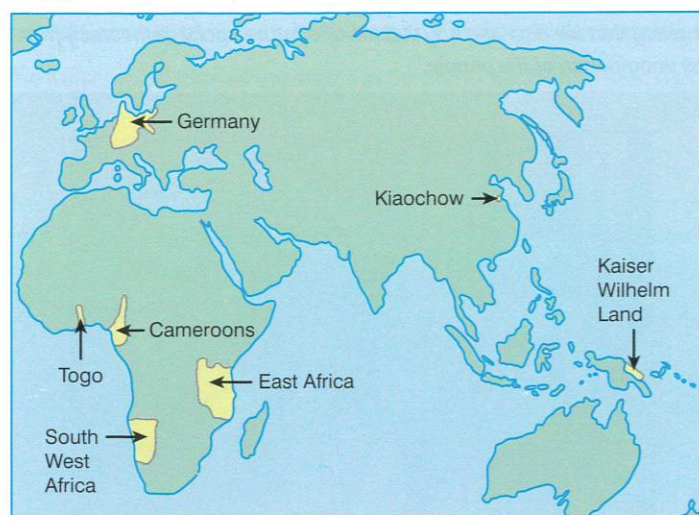 Germany
Kiaochow
Kaiser
Wilhelm
Land
Cameroons
Togo
East Africa
South
West
Africa